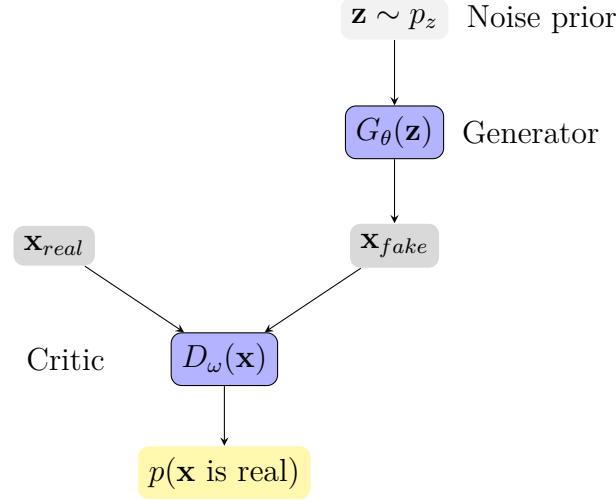 z ∼ p_z Noise prior
G_θ(z) Generator
x_real x_fake
Critic D_ω(x)
p(x is real)